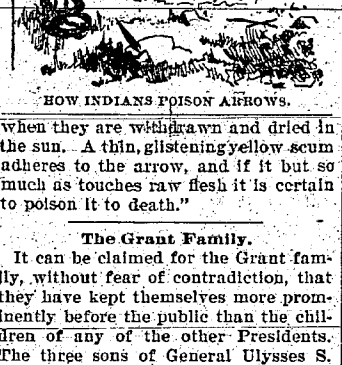 HOW INDIANS POISON ARROWS.
when they are withdrawn and dried in
the sun. A thin, glistening yellow scum
adheres to the arrow, and if it but so
much as touches raw flesh it is certain
to poison it to death."
The Grant Family.
It can be claimed for the Grant fam-
ily, without fear of contradiction, that
they have kept themselves more prom-
inently before the public than the chil-
dren of any of the other Presidents.
The three sons of General Ulysses S.